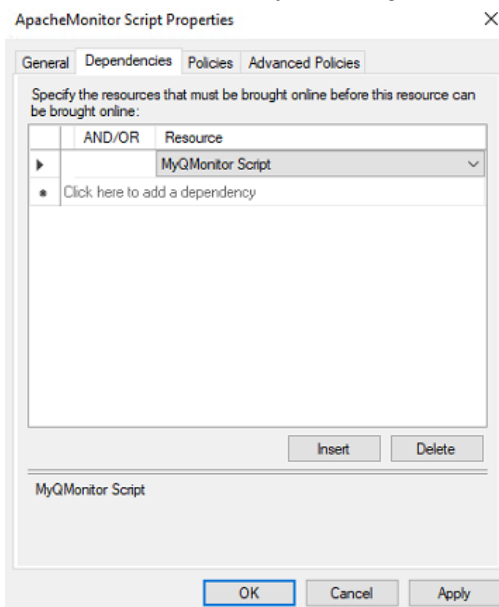 ApacheMonitor Script Properties
General Dependencies Policies Advanced Policies
Specify the resources that must be brought online before this resource can
be brought online:
AND/OR Resource
MyQMonitor Script
Click here to add a dependency
Insert Delete
MyQMonitor Script
OK Cancel Apply